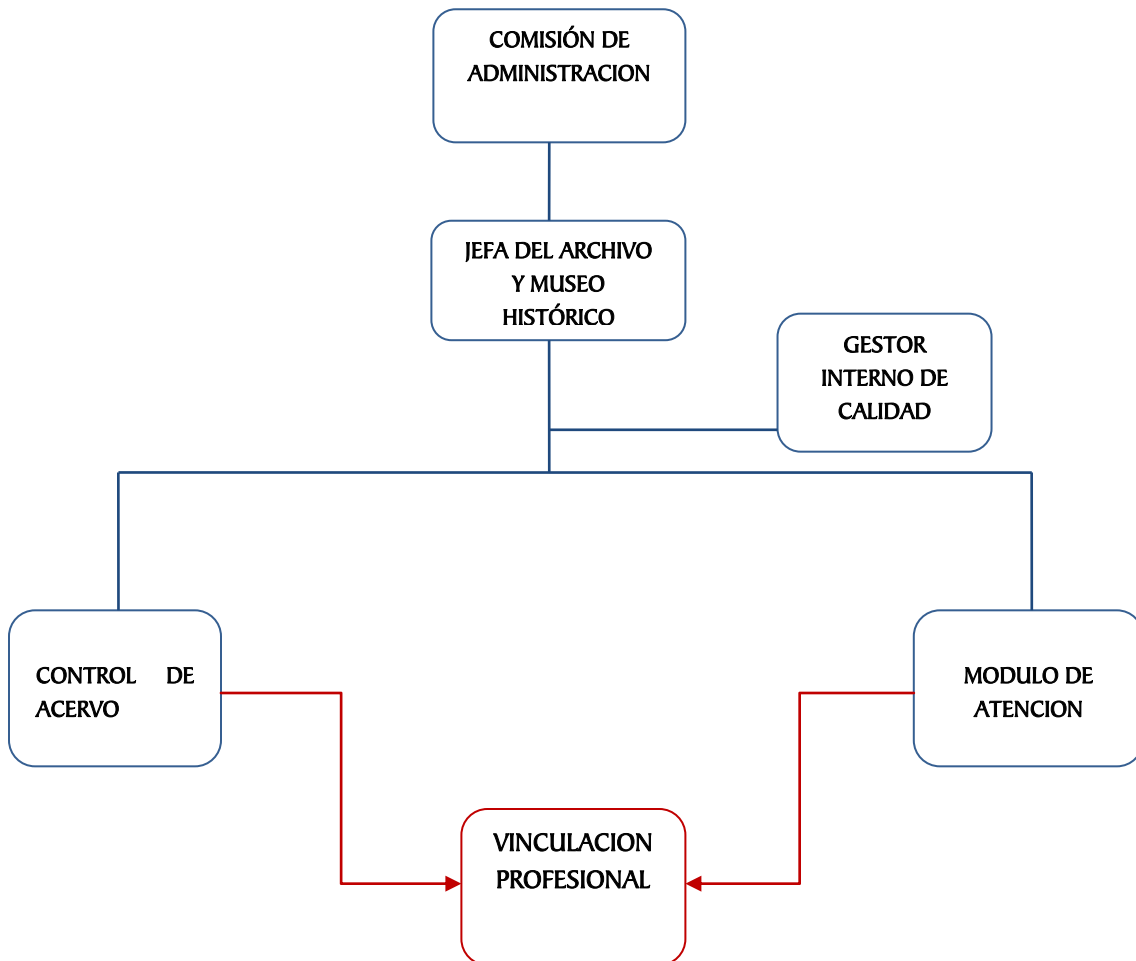 COMISIÓN DE
ADMINISTRACION
JEFA DEL ARCHIVO
Y MUSEO
HISTÓRICO
GESTOR
INTERNO DE
CALIDAD
CONTROL DE
ACERVO
MODULO DE
ATENCION
VINCULACION
PROFESIONAL